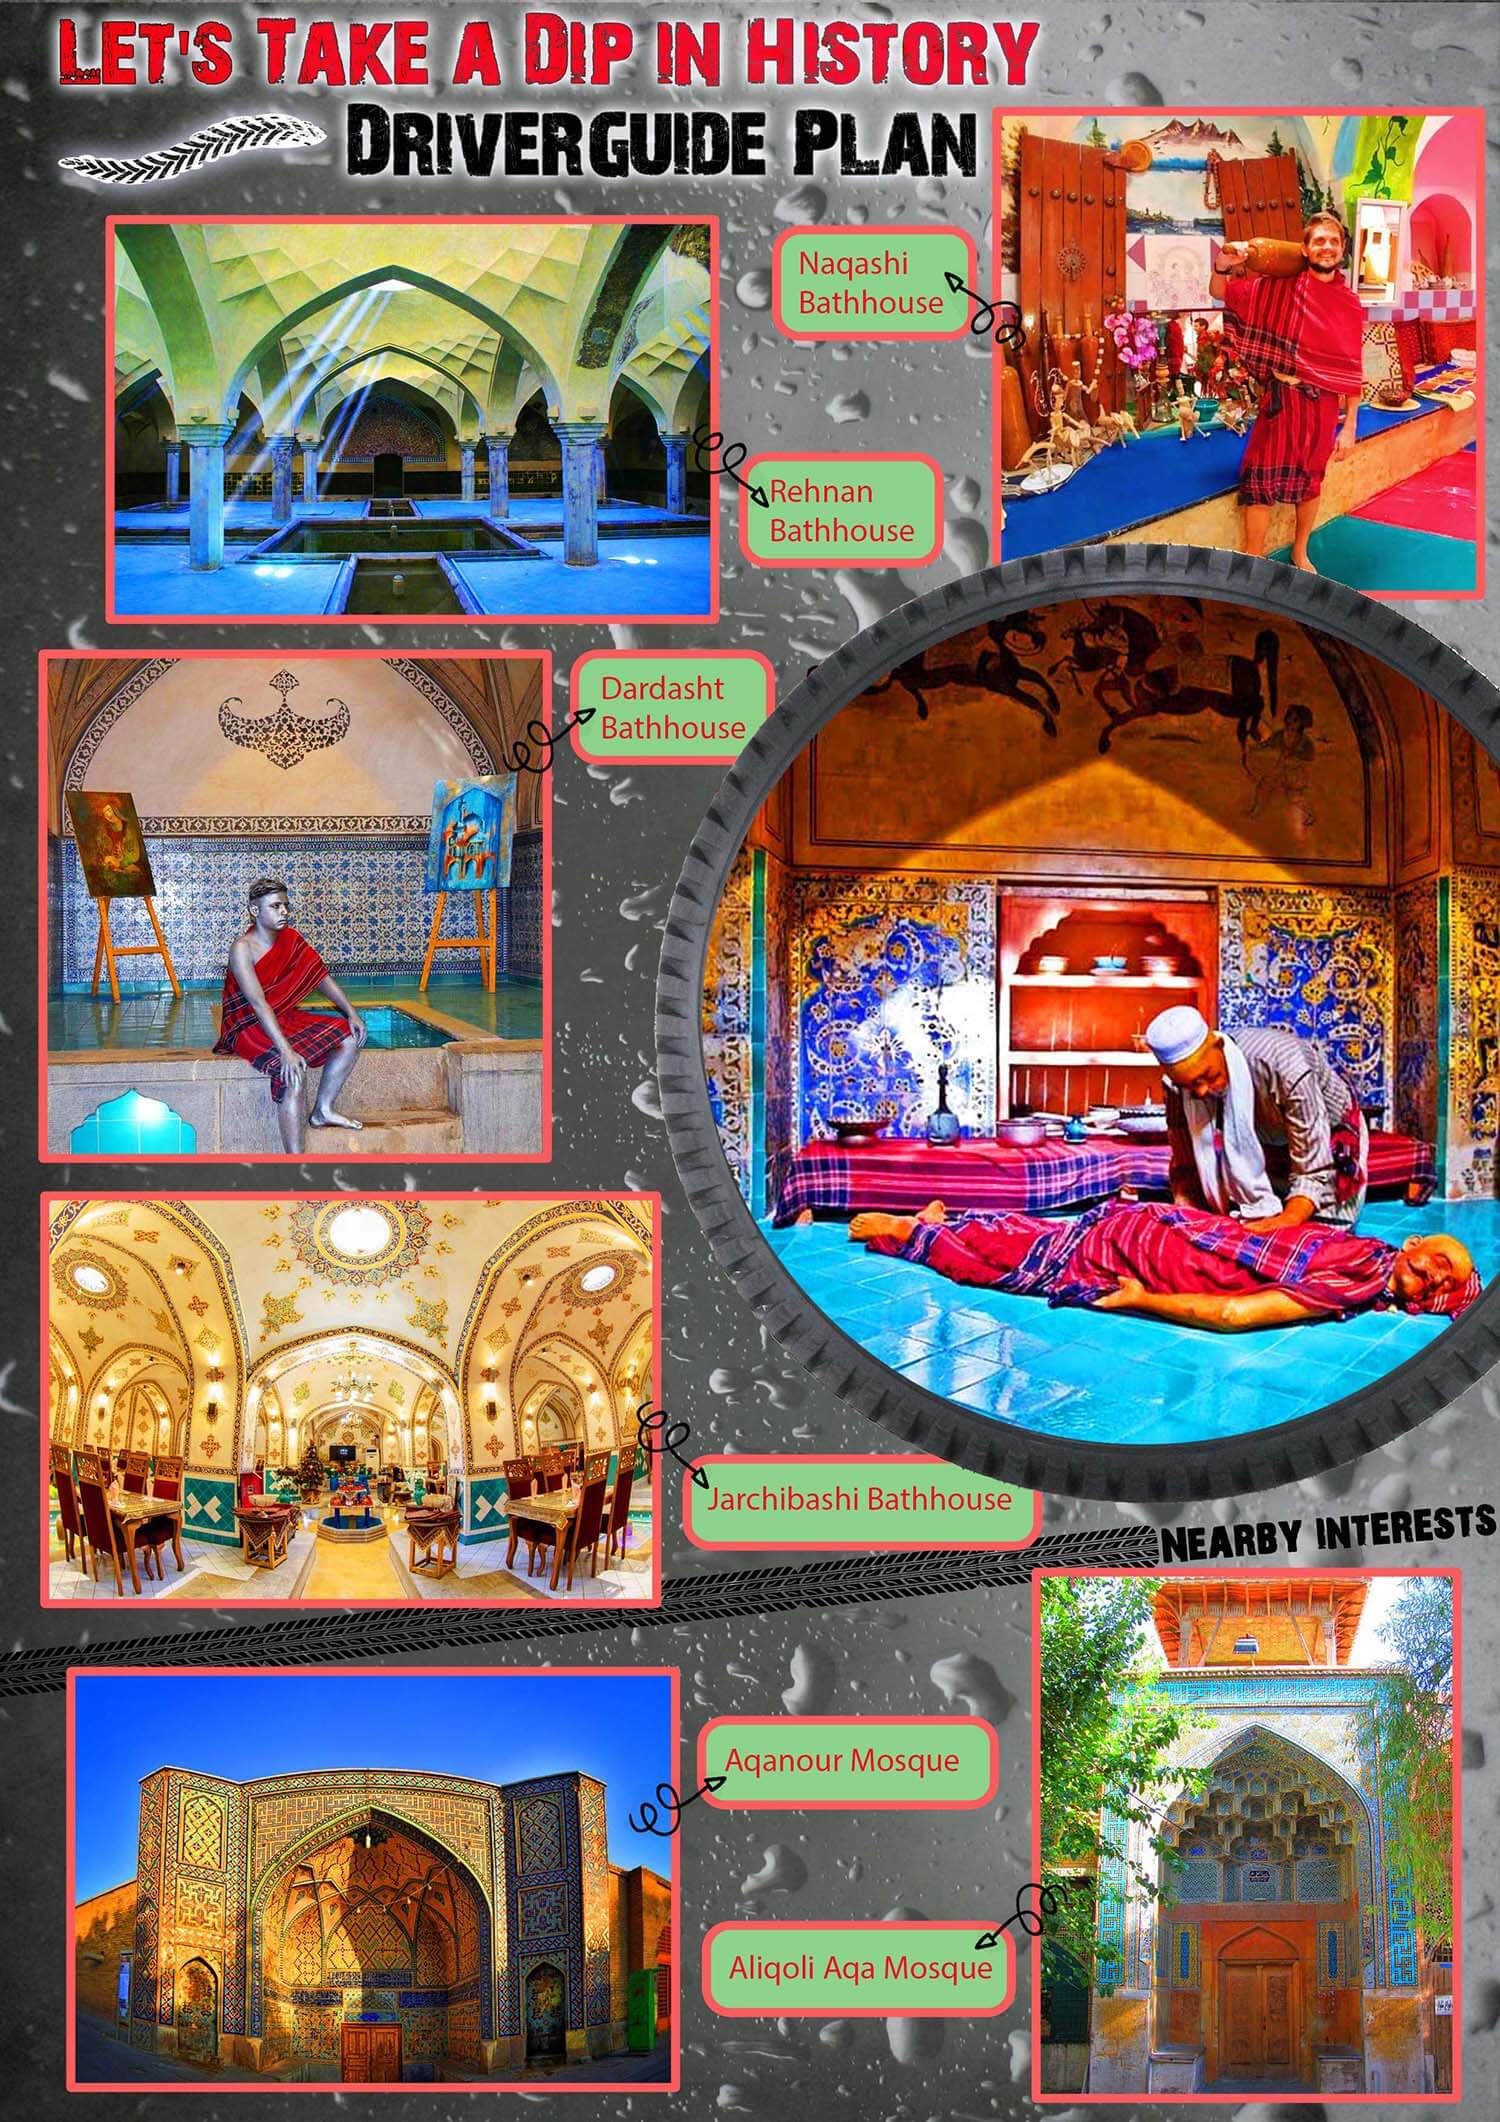 LET'S TAKE A DIP IN HISTORY
DRIVERGUIDE PLAN
Naqashi
Bathhouse
Rehnan
Bathhouse
Dardasht
Bathhouse
Jarchibashi Bathhouse
NEARBY INTERESTS
Aqanour Mosque
Aliqoli Aqa Mosque